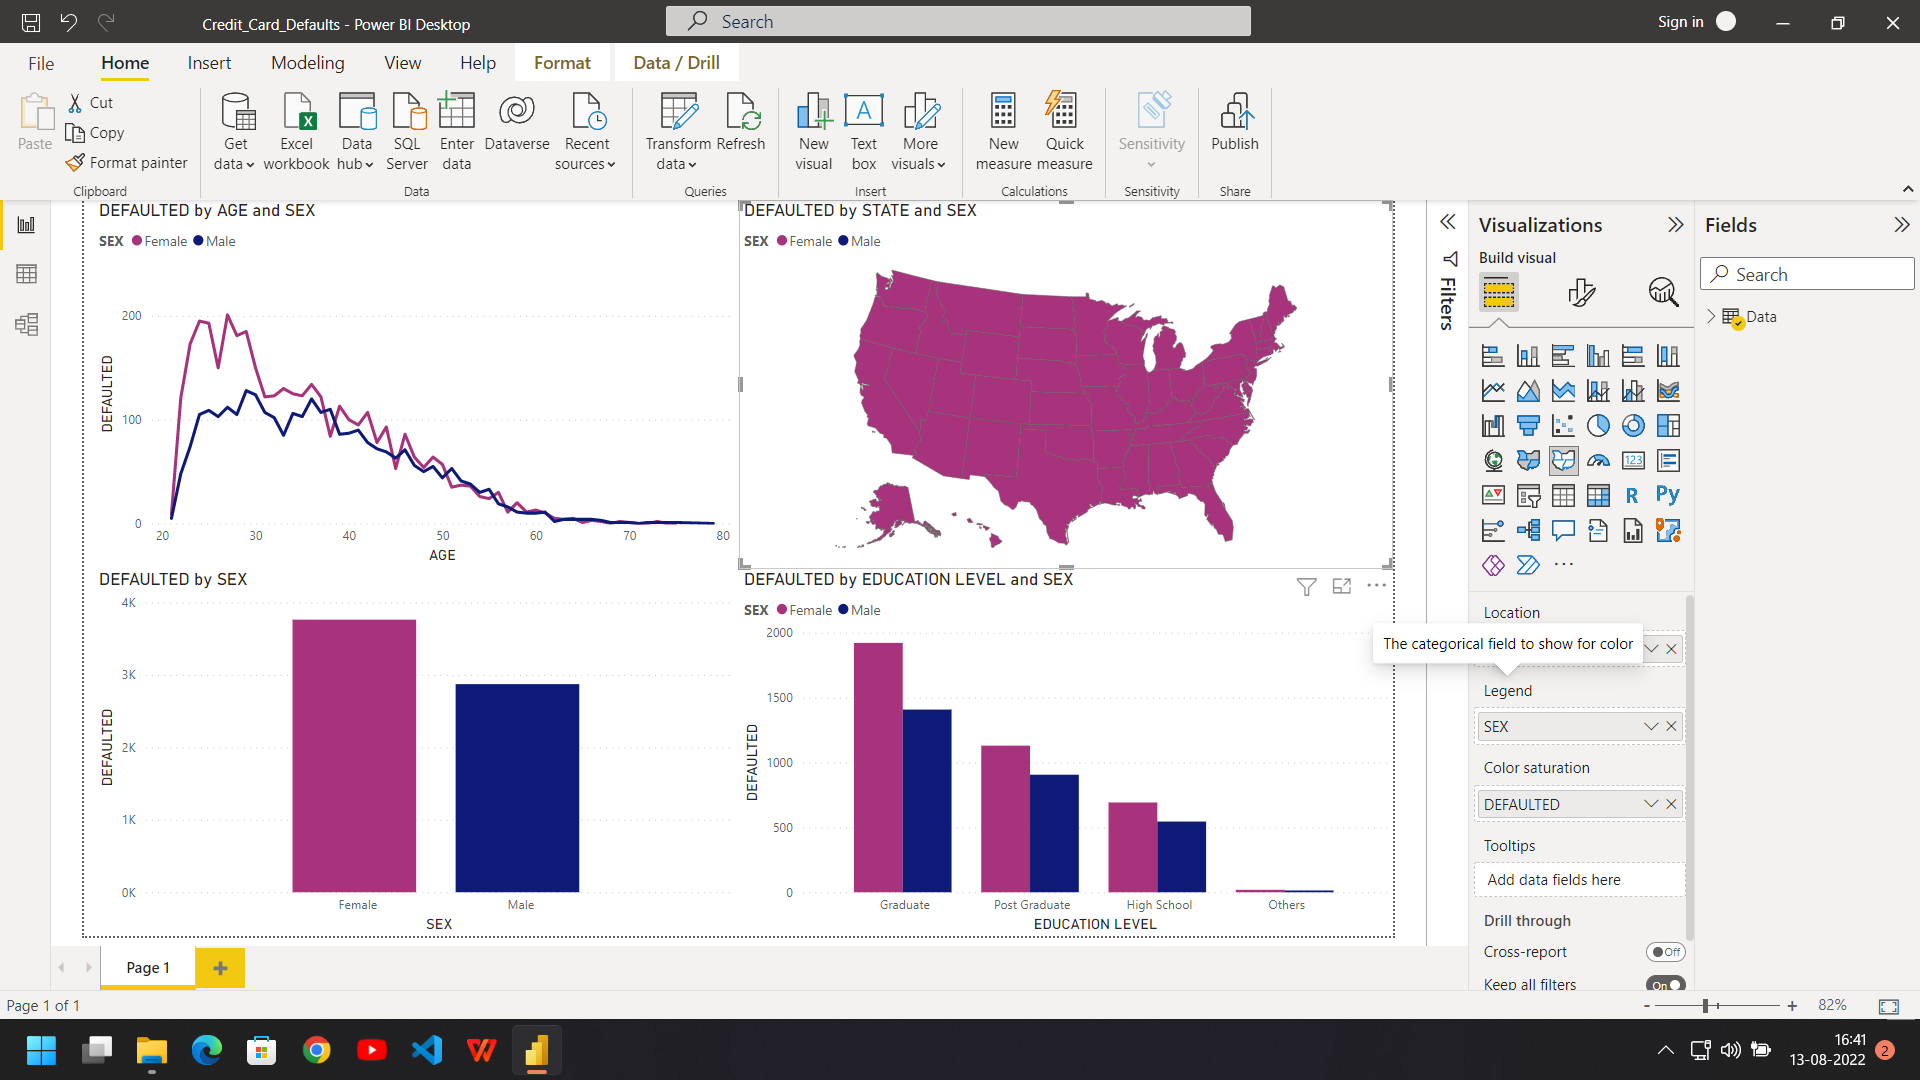 Credit_Card_Defaults - Power BI Desktop
Search
Sign in
File
Home
Insert
Modeling
View
Help
Format
Data / Drill
Paste
Cut
Copy
Format painter
Clipboard
Get data
Excel workbook
Data hub
SQL Server
Enter data
Dataverse
Recent sources
Data
Transform data
Refresh
Queries
New visual
Text box
More visuals
Insert
New measure
Quick measure
Calculations
Sensitivity
Sensitivity
Publish
Share
DEFAULTED by AGE and SEX
SEX Female Male
DEFAULTED
200
100
0
20 30 40 50 60 70 80
AGE
DEFAULTED by STATE and SEX
SEX Female Male
DEFAULTED by SEX
DEFAULTED
4K
3K
2K
1K
0K
Female Male
SEX
DEFAULTED by EDUCATION LEVEL and SEX
SEX Female Male
DEFAULTED
2000
1500
1000
500
0
Graduate Post Graduate High School Others
EDUCATION LEVEL
Filters
Visualizations
Build visual
123
R
Py
Location
The categorical field to show for color
Legend
SEX
Color saturation
DEFAULTED
Tooltips
Add data fields here
Drill through
Cross-report
Off
Keep all filters
On
Fields
Search
Data
Page 1
Page 1 of 1
- + 82%
16:41
13-08-2022
2